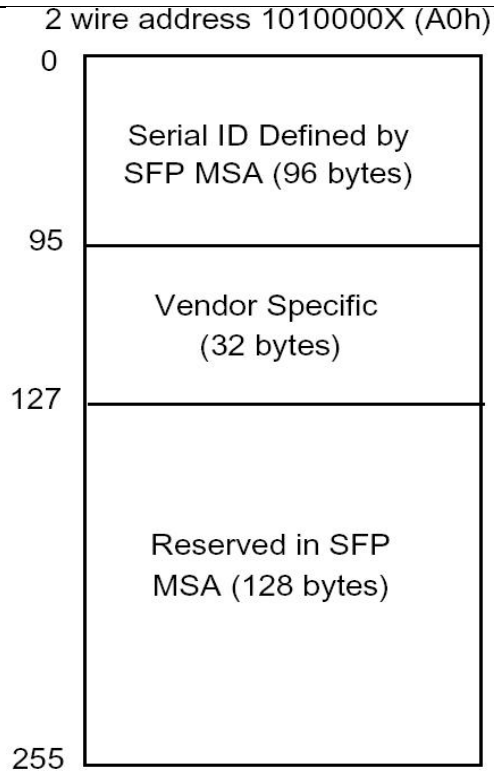 2 wire address 1010000X (A0h)
0
Serial ID Defined by
SFP MSA (96 bytes)
95
Vendor Specific
(32 bytes)
127
Reserved in SFP
MSA (128 bytes)
255